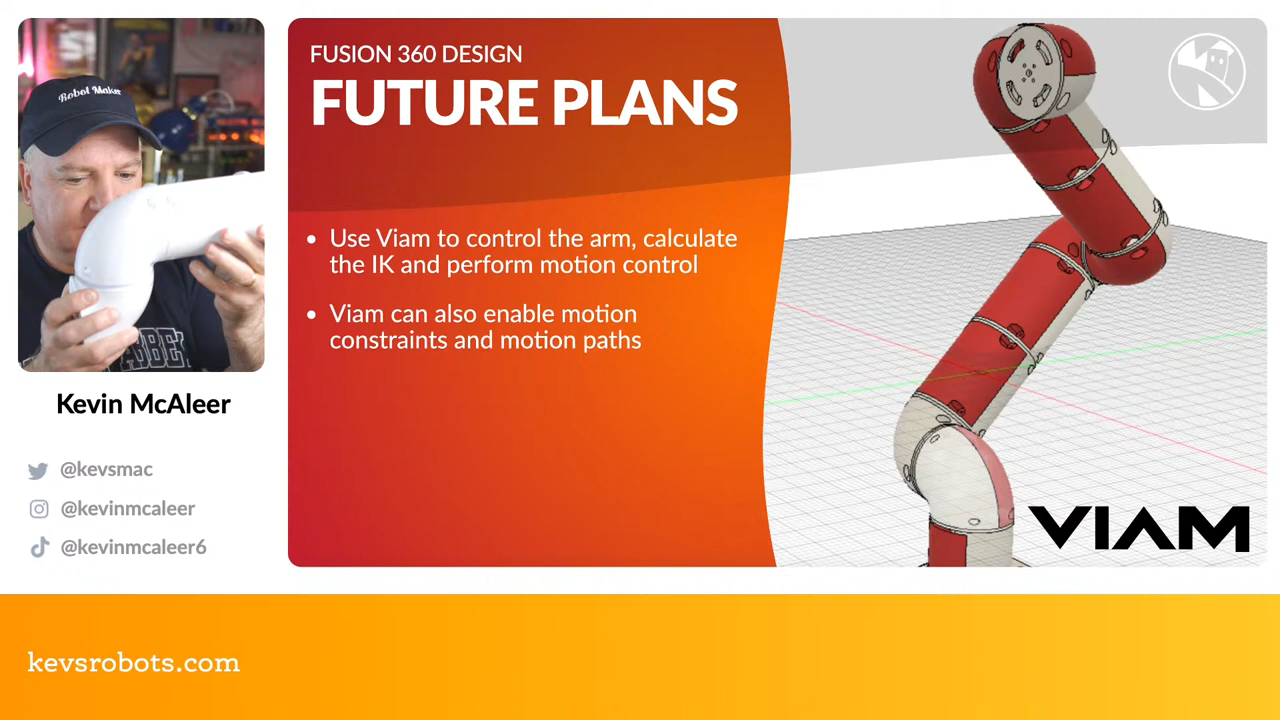 Robot Maker
FUSION 360 DESIGN
FUTURE PLANS
• Use Viam to control the arm, calculate
the IK and perform motion control
• Viam can also enable motion
constraints and motion paths
Kevin McAleer
@kevsmac
@kevinmcaleer
@kevinmcaleer6
VIAM
kevsrobots.com